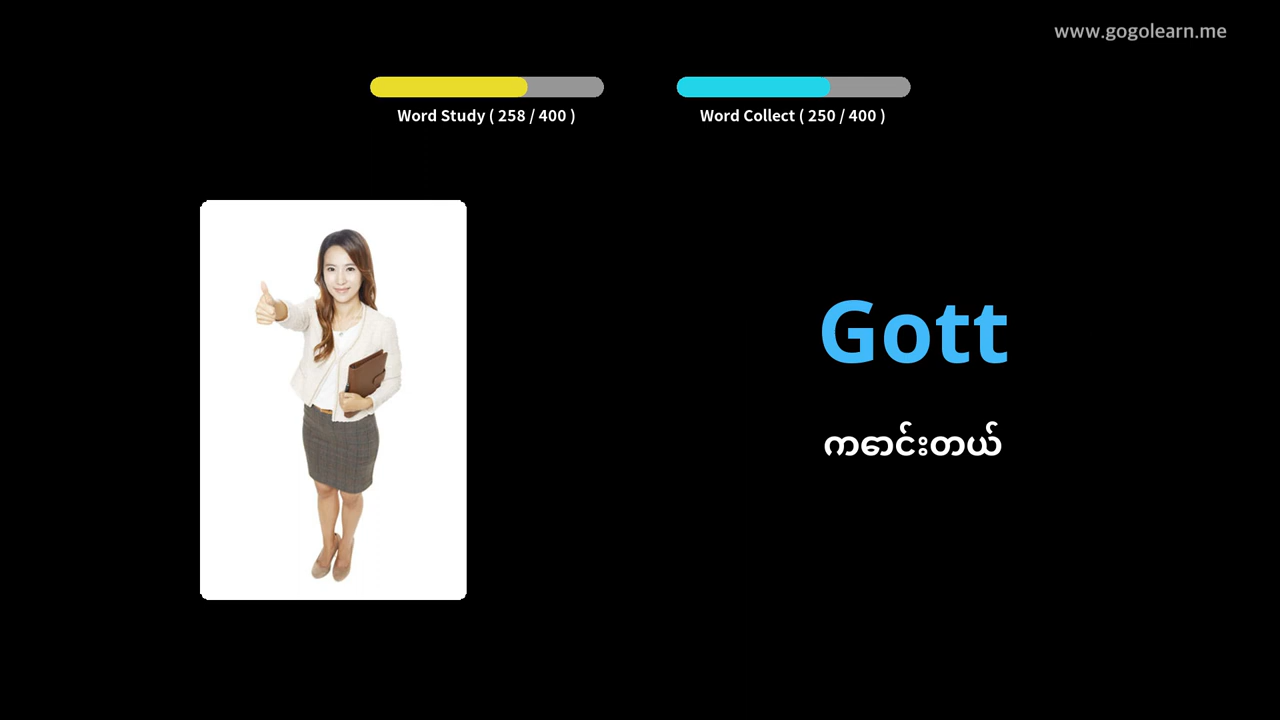 www.gogolearn.me
Word Study ( 258 / 400 )
Word Collect ( 250 / 400 )
Gott
ကောင်းတယ်